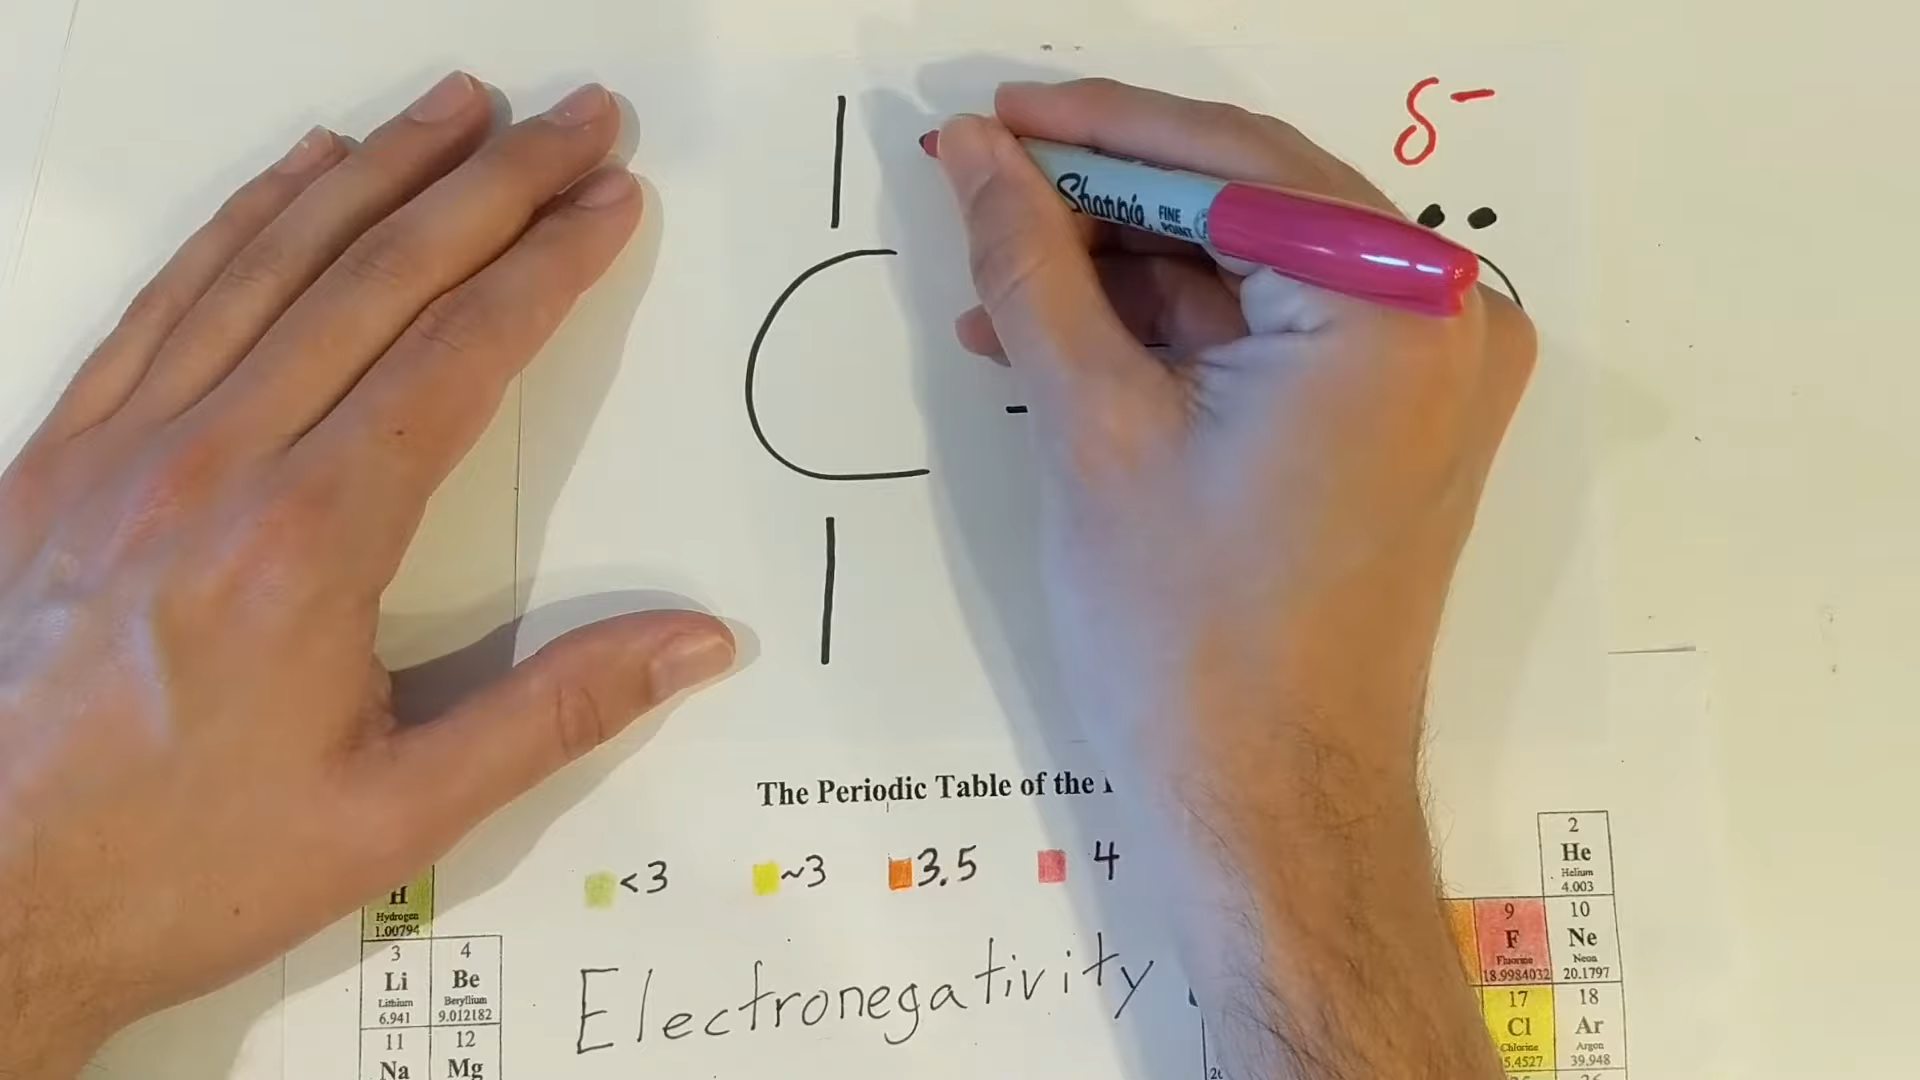 δ-
Sharpie FINE POINT
C
The Periodic Table of the
<3 ~3 3.5 4
Electronegativity
H
Hydrogen
1.00794
3
Li
Lithium
6.941
4
Be
Beryllium
9.012182
11
Na
12
Mg
2
He
Helium
4.003
9
F
Fluorine
18.9984032
10
Ne
Neon
20.1797
17
Cl
Chlorine
5.4527
18
Ar
Argon
39.948